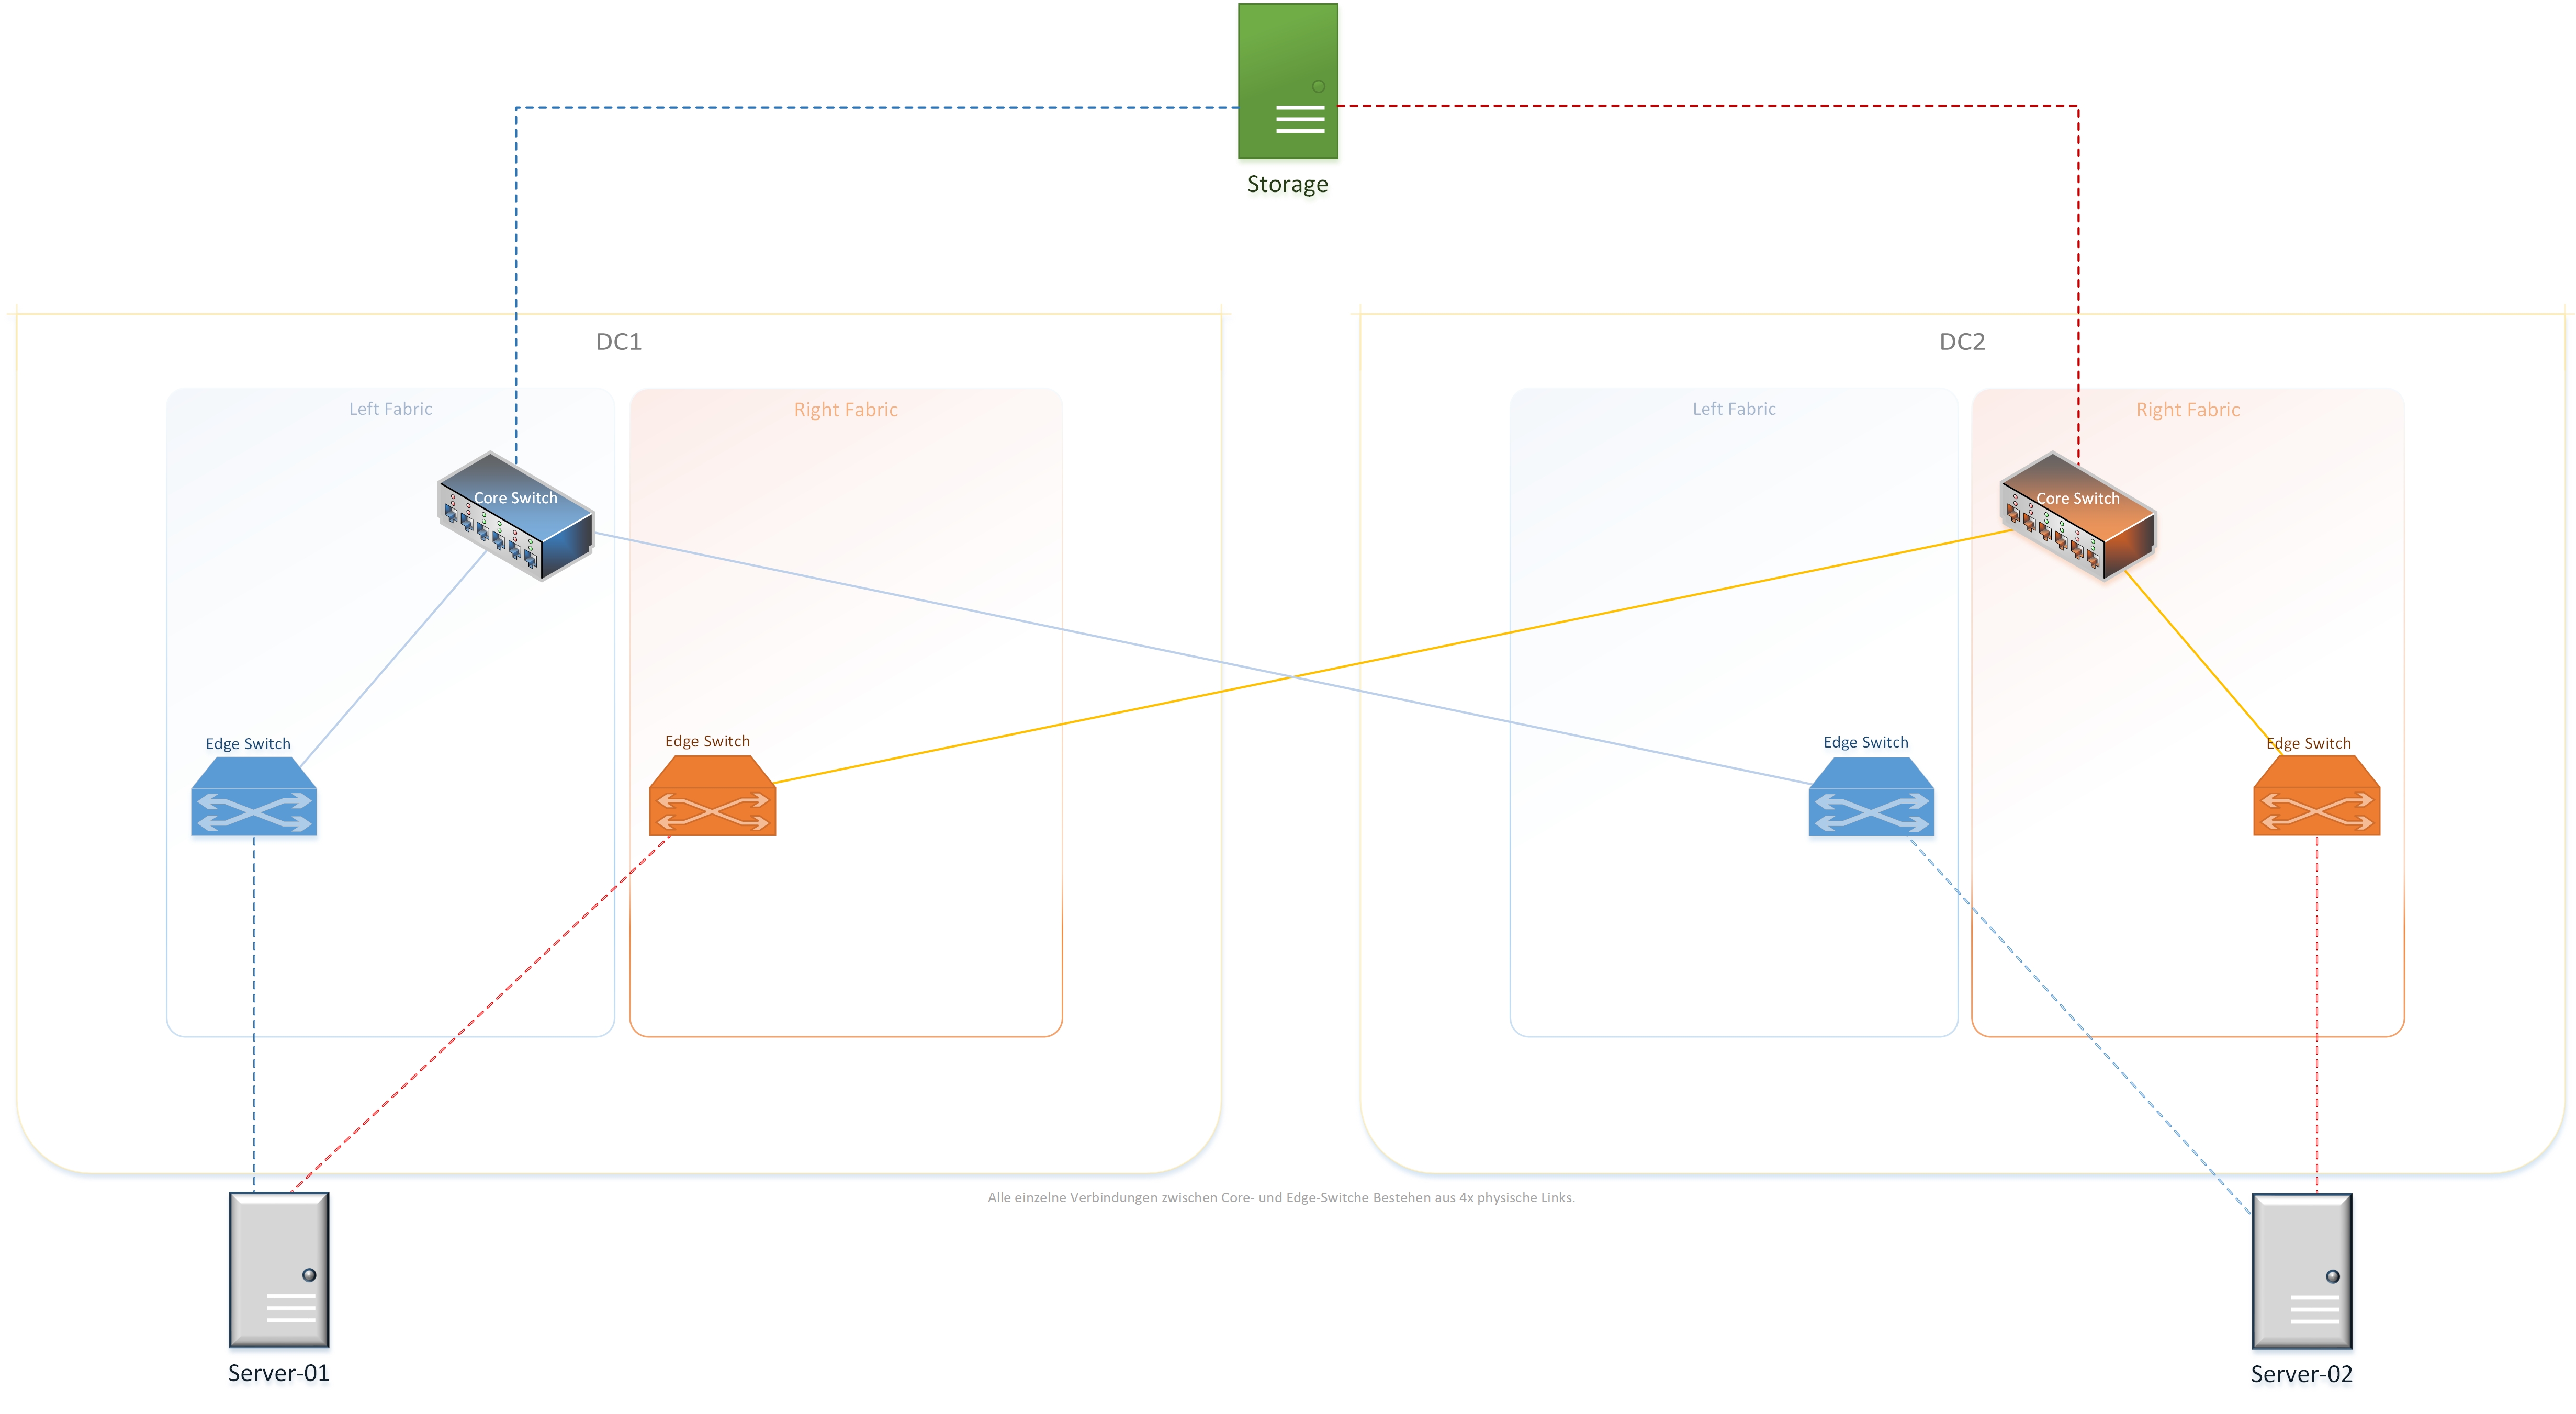 Storage
DC1
DC2
Left Fabric
Right Fabric
Left Fabric
Right Fabric
Core Switch
Core Switch
Edge Switch
Edge Switch
Edge Switch
Edge Switch
Alle einzelne Verbindungen zwischen Core- und Edge-Switche Bestehen aus 4x physische Links.
Server-01
Server-02